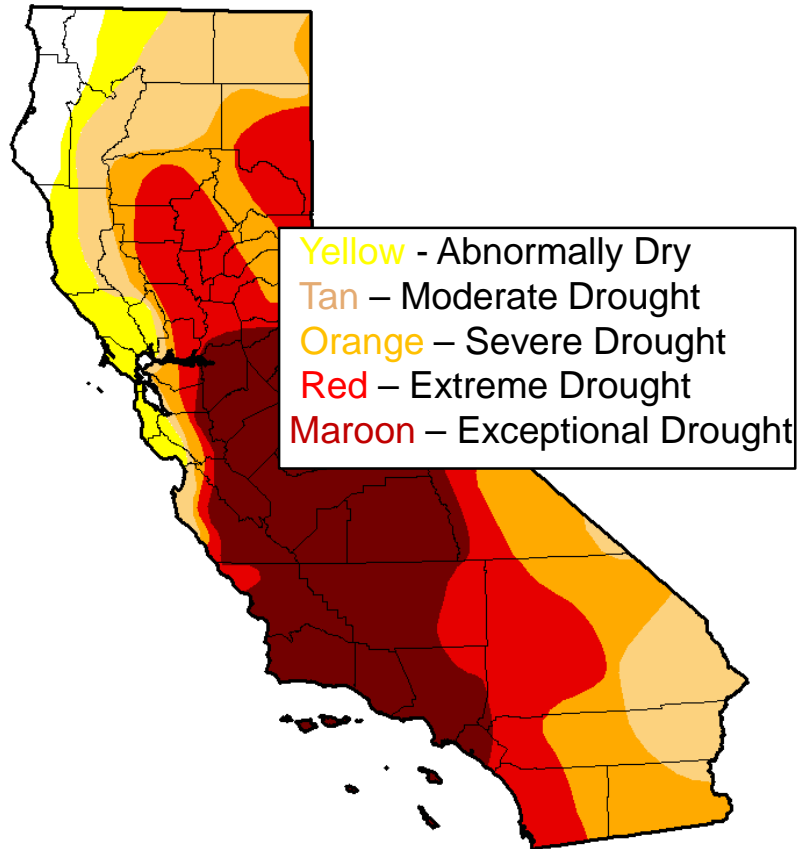 Yellow - Abnormally Dry
Tan – Moderate Drought
Orange – Severe Drought
Red – Extreme Drought
Maroon – Exceptional Drought